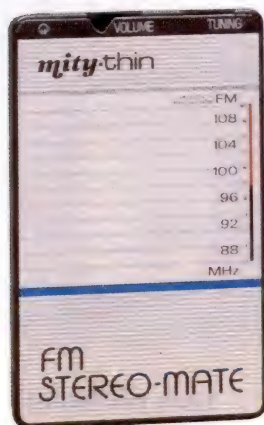 VOLUME TUNING
mity-thin
FM
108
104
100
96
92
88
MHz
FM
STEREO-MATE